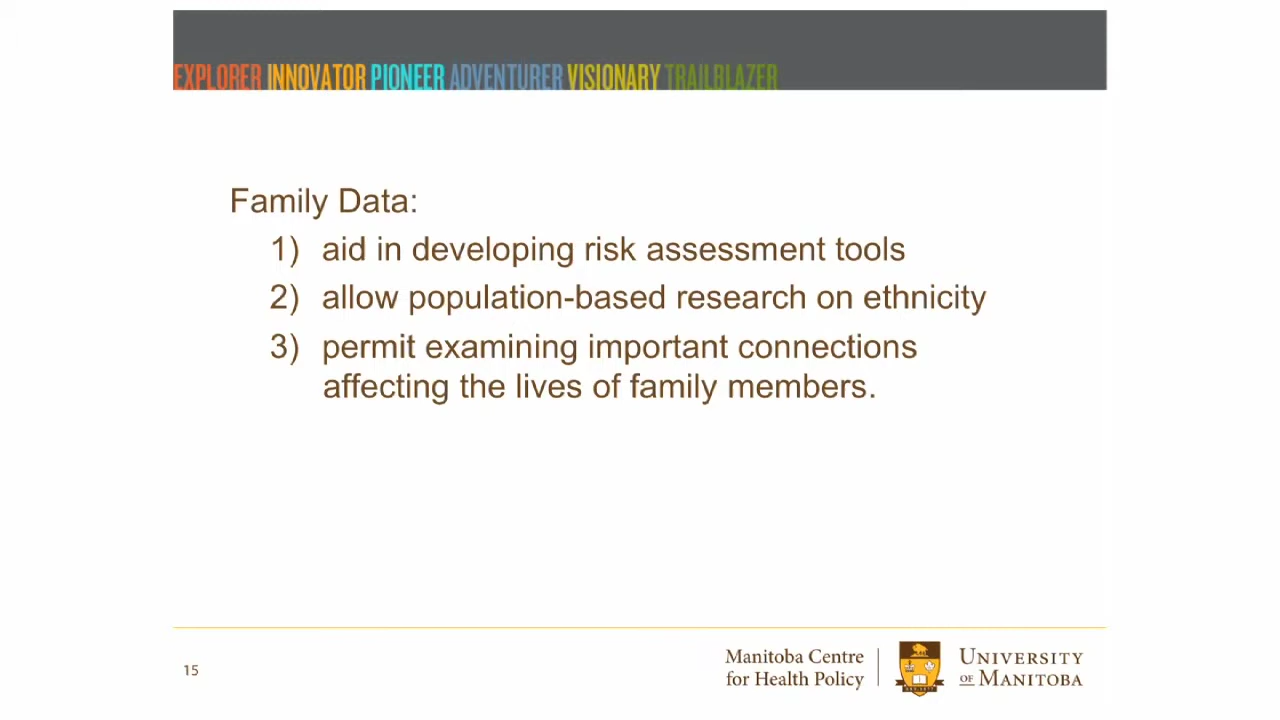 EXPLORER INNOVATOR PIONEER ADVENTURER VISIONARY TRAILBLAZER
Family Data:
1) aid in developing risk assessment tools
2) allow population-based research on ethnicity
3) permit examining important connections
affecting the lives of family members.
15
Manitoba Centre
for Health Policy
UNIVERSITY
OF MANITOBA